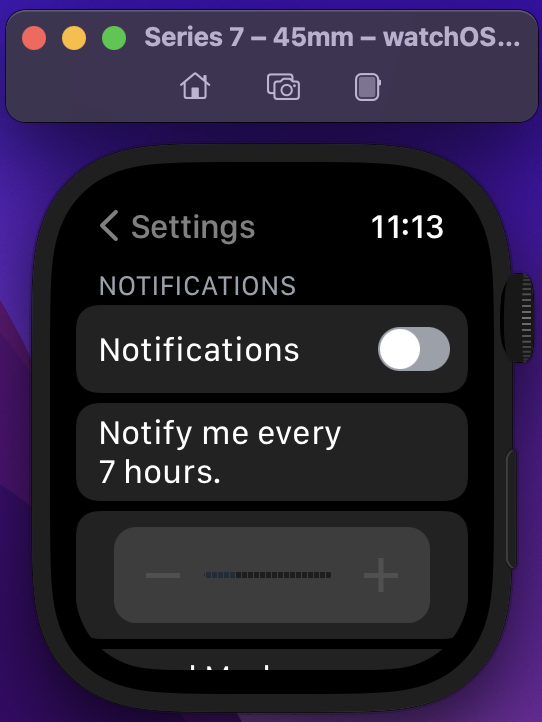 Series 7 – 45mm – watchOS...
Settings
11:13
NOTIFICATIONS
Notifications
Notify me every
7 hours.